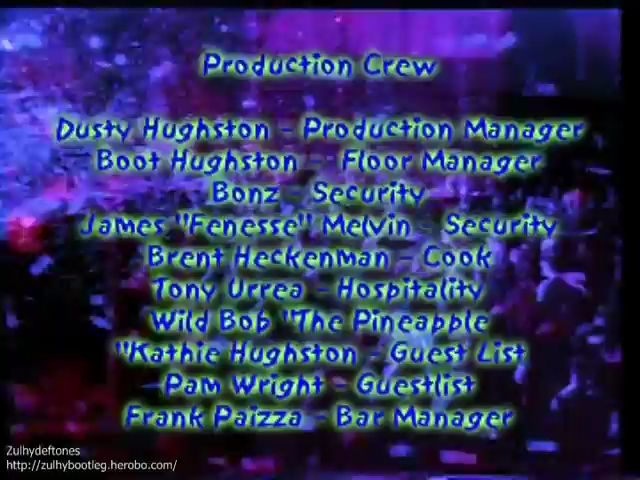 Production Crew
Dusty Hughston - Production Manager
Boot Hughston - Floor Manager
Bonz - Security
James "Fenesse" Melvin - Security
Brent Heckenman - Cook
Tony Urrea - Hospitality
Wild Bob "The Pineapple
"Kathie Hughston - Guest List
Pam Wright - Guestlist
Frank Paizza - Bar Manager
Zulhydeftones
http://zulhybootleg.herobo.com/